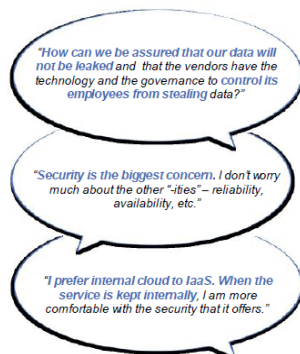 "How can we be assured that our data will
not be leaked and that the vendors have the
technology and the governance to control its
employees from stealing data?"
"Security is the biggest concern. I don't worry
much about the other "-ities" – reliability,
availability, etc."
"I prefer internal cloud to IaaS. When the
service is kept internally, I am more
comfortable with the security that it offers."